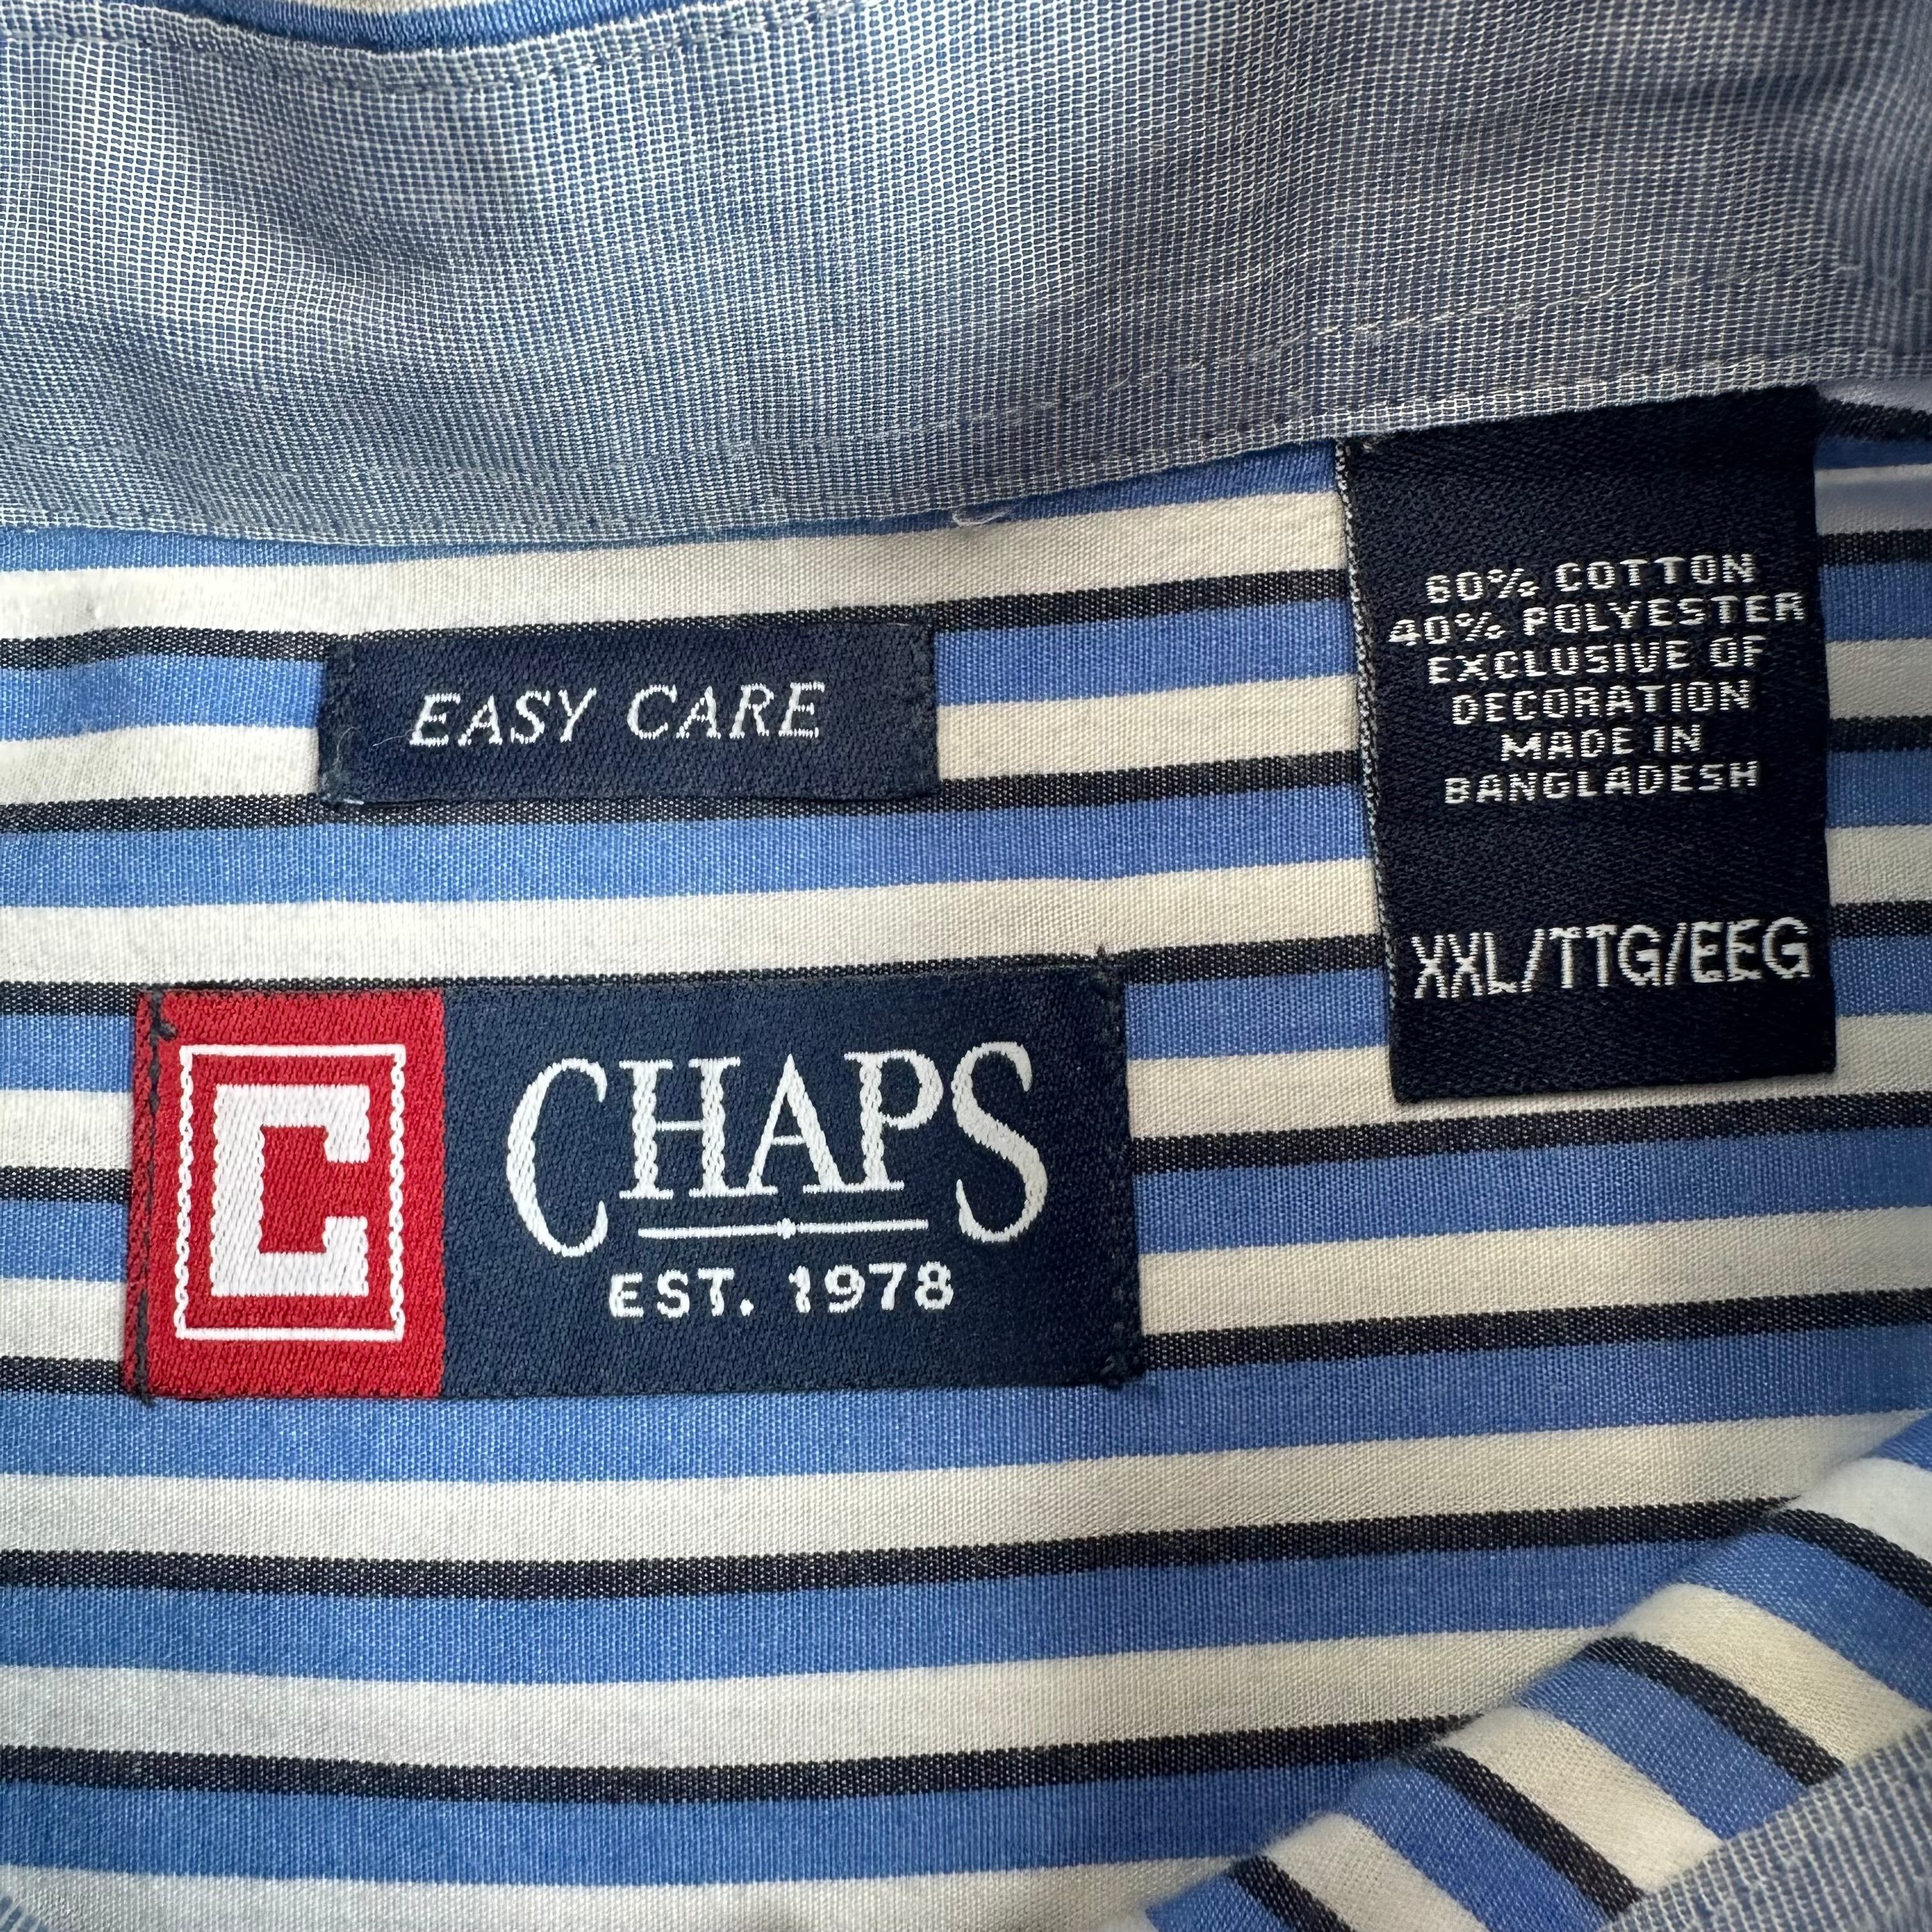 60% COTTON
40% POLYESTER
EXCLUSIVE OF
DECORATION
MADE IN
BANGLADESH
XXL/TTG/EEG
EASY CARE
C
CHAPS
EST. 1978